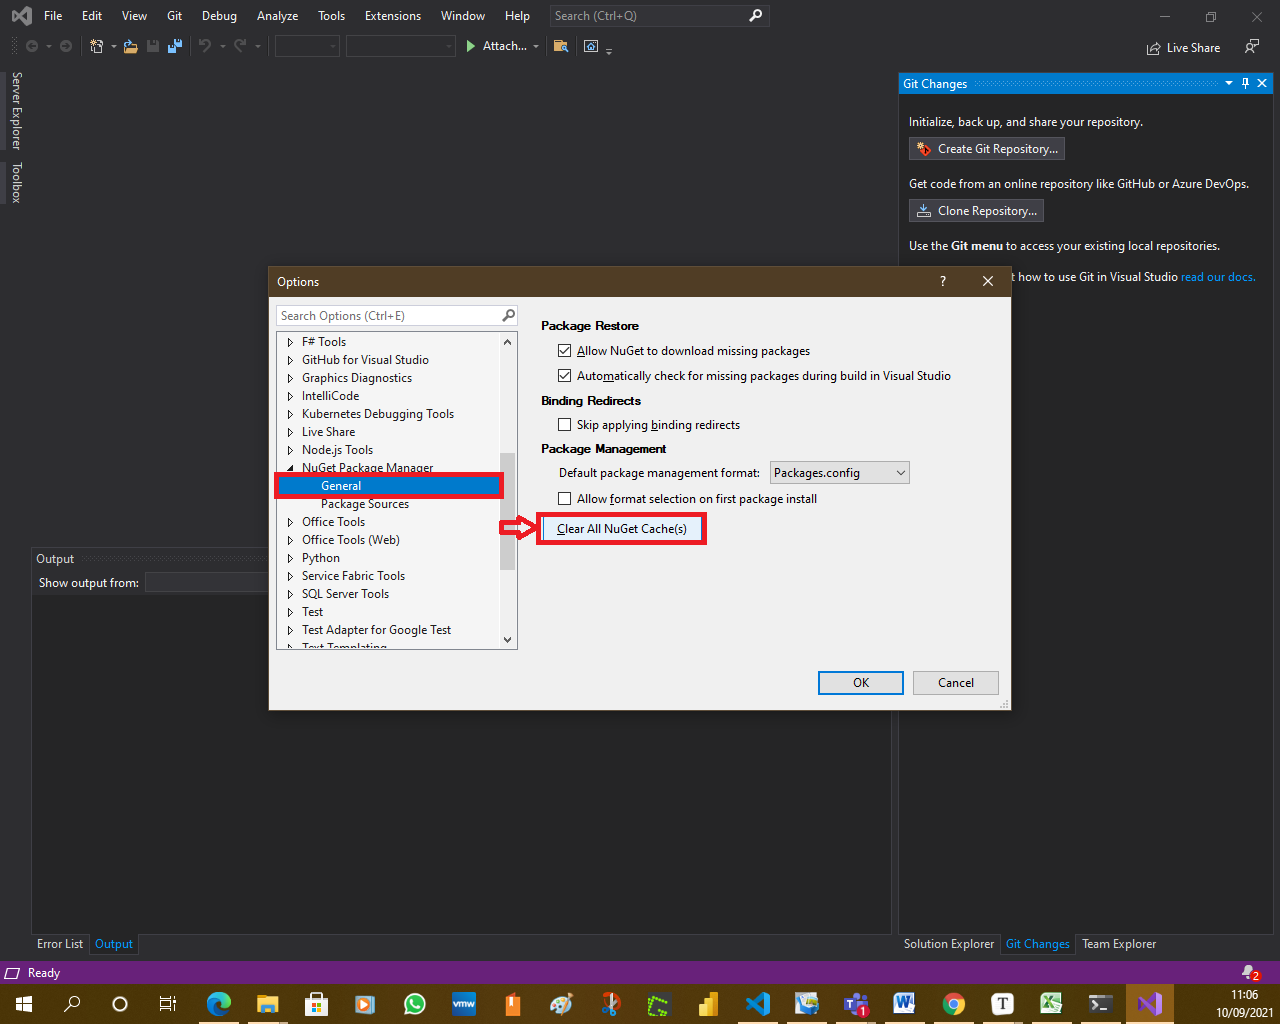 File Edit View Git Debug Analyze Tools Extensions Window Help Search (Ctrl+Q)
Attach...
Live Share
Server Explorer
Toolbox
Git Changes
Initialize, back up, and share your repository.
Create Git Repository...
Get code from an online repository like GitHub or Azure DevOps.
Clone Repository...
Use the Git menu to access your existing local repositories.
how to use Git in Visual Studio read our docs.
Options ?
Search Options (Ctrl+E)
F# Tools
GitHub for Visual Studio
Graphics Diagnostics
IntelliCode
Kubernetes Debugging Tools
Live Share
Node.js Tools
NuGet Package Manager
General
Package Sources
Office Tools
Office Tools (Web)
Python
Service Fabric Tools
SQL Server Tools
Test
Test Adapter for Google Test
Text Templating
Package Restore
Allow NuGet to download missing packages
Automatically check for missing packages during build in Visual Studio
Binding Redirects
Skip applying binding redirects
Package Management
Default package management format: Packages.config
Allow format selection on first package install
Clear All NuGet Cache(s)
OK Cancel
Output
Show output from:
Error List Output
Solution Explorer Git Changes Team Explorer
Ready
2
vmw
1
T
11:06
10/09/2021